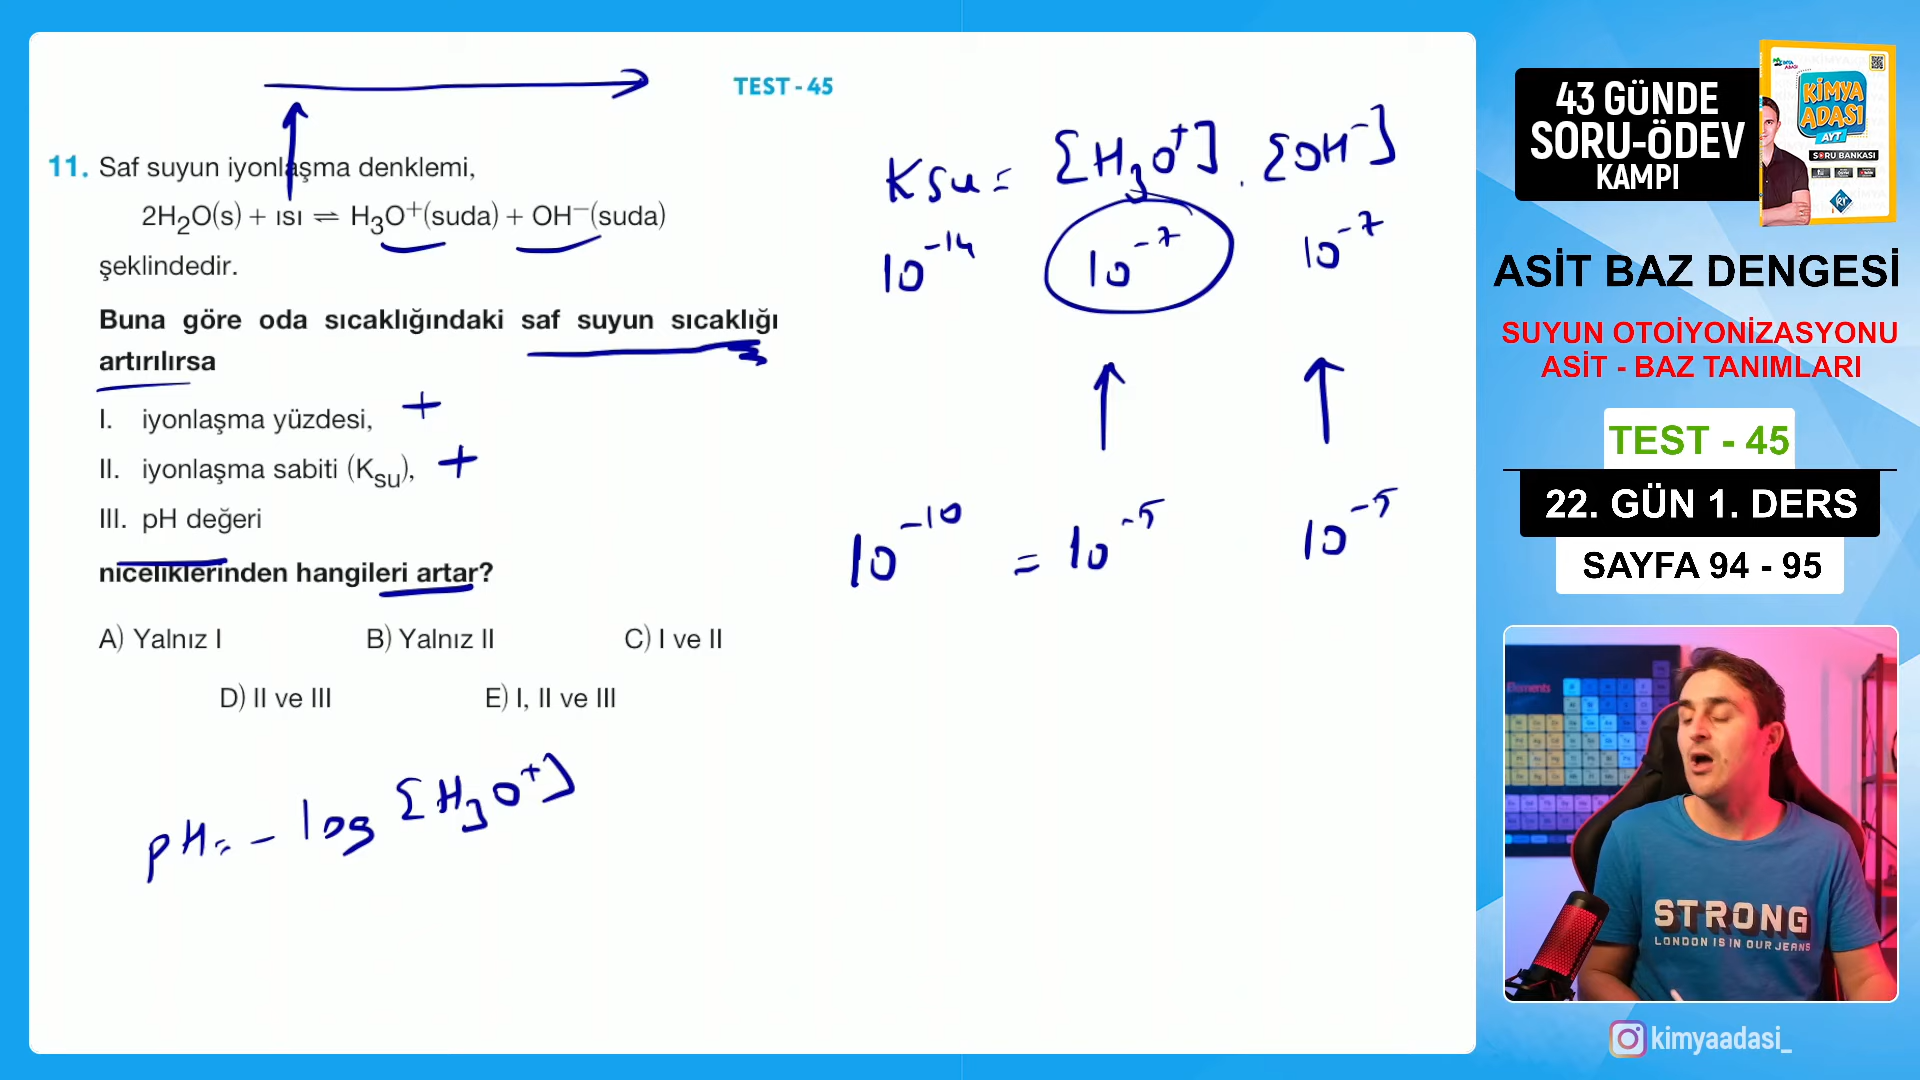 TEST - 45
11. Saf suyun iyonlaşma denklemi,
2H₂O(s) + ısı ⇌ H₃O⁺(suda) + OH⁻(suda)
şeklindedir.
Buna göre oda sıcaklığındaki saf suyun sıcaklığı
artırılırsa
I. iyonlaşma yüzdesi, +
II. iyonlaşma sabiti (Ksu), +
III. pH değeri
niceliklerinden hangileri artar?
A) Yalnız I B) Yalnız II C) I ve II
D) II ve III E) I, II ve III
pH = - log [H₃O⁺]
Ksu = [H₃O⁺] . [OH⁻]
10⁻¹⁴ 10⁻⁷ 10⁻⁷
10⁻¹⁰ = 10⁻⁵ 10⁻⁵
43 GÜNDE
SORU-ÖDEV
KAMPI
KİMYA
ADASI
AYT
SORU BANKASI
ASİT BAZ DENGESİ
SUYUN OTOİYONİZASYONU
ASİT - BAZ TANIMLARI
TEST - 45
22. GÜN 1. DERS
SAYFA 94 - 95
STRONG
LONDON IS IN OUR JEANS
kimyaadasi_